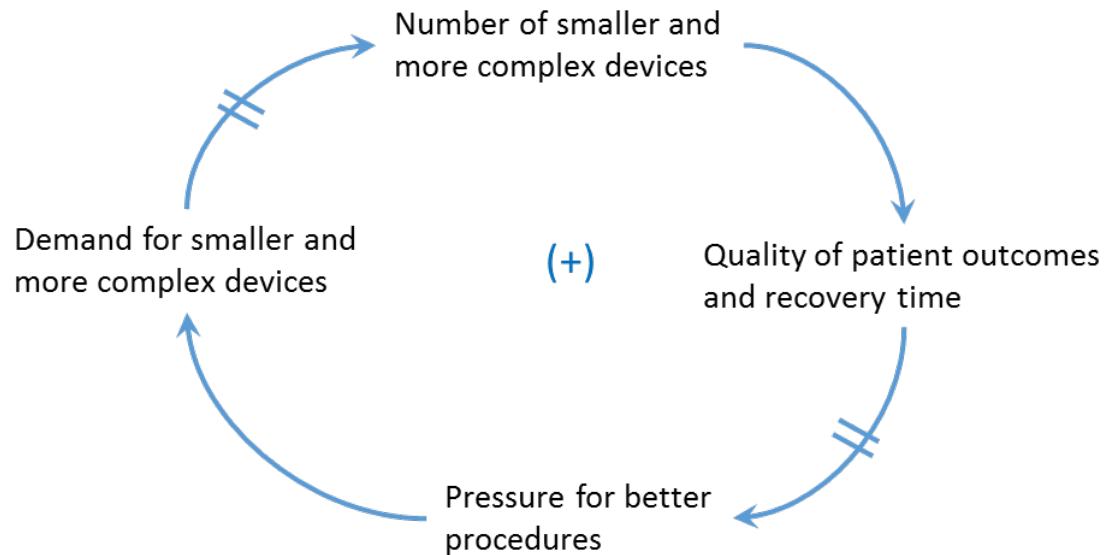 Number of smaller and
more complex devices
Demand for smaller and
more complex devices
(+)
Quality of patient outcomes
and recovery time
Pressure for better
procedures